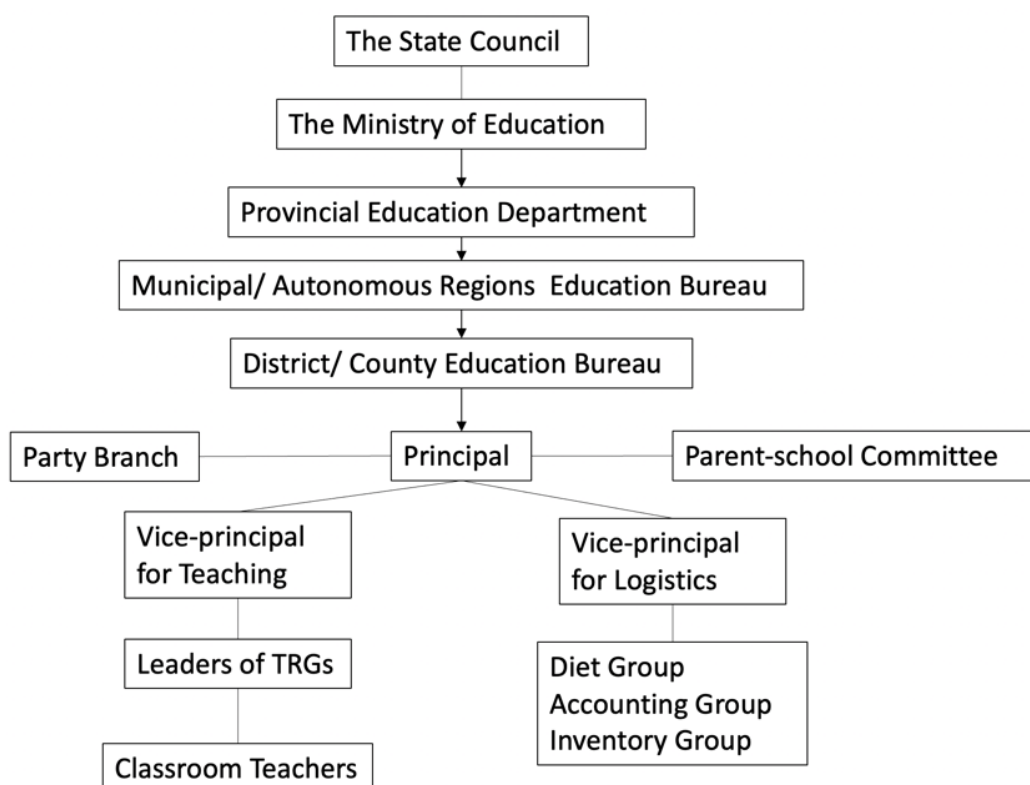 The State Council
The Ministry of Education
Provincial Education Department
Municipal/ Autonomous Regions  Education Bureau
District/ County Education Bureau
Party Branch
Principal
Parent-school Committee
Vice-principal
for Teaching
Vice-principal
for Logistics
Leaders of TRGs
Diet Group
Accounting Group
Inventory Group
Classroom Teachers